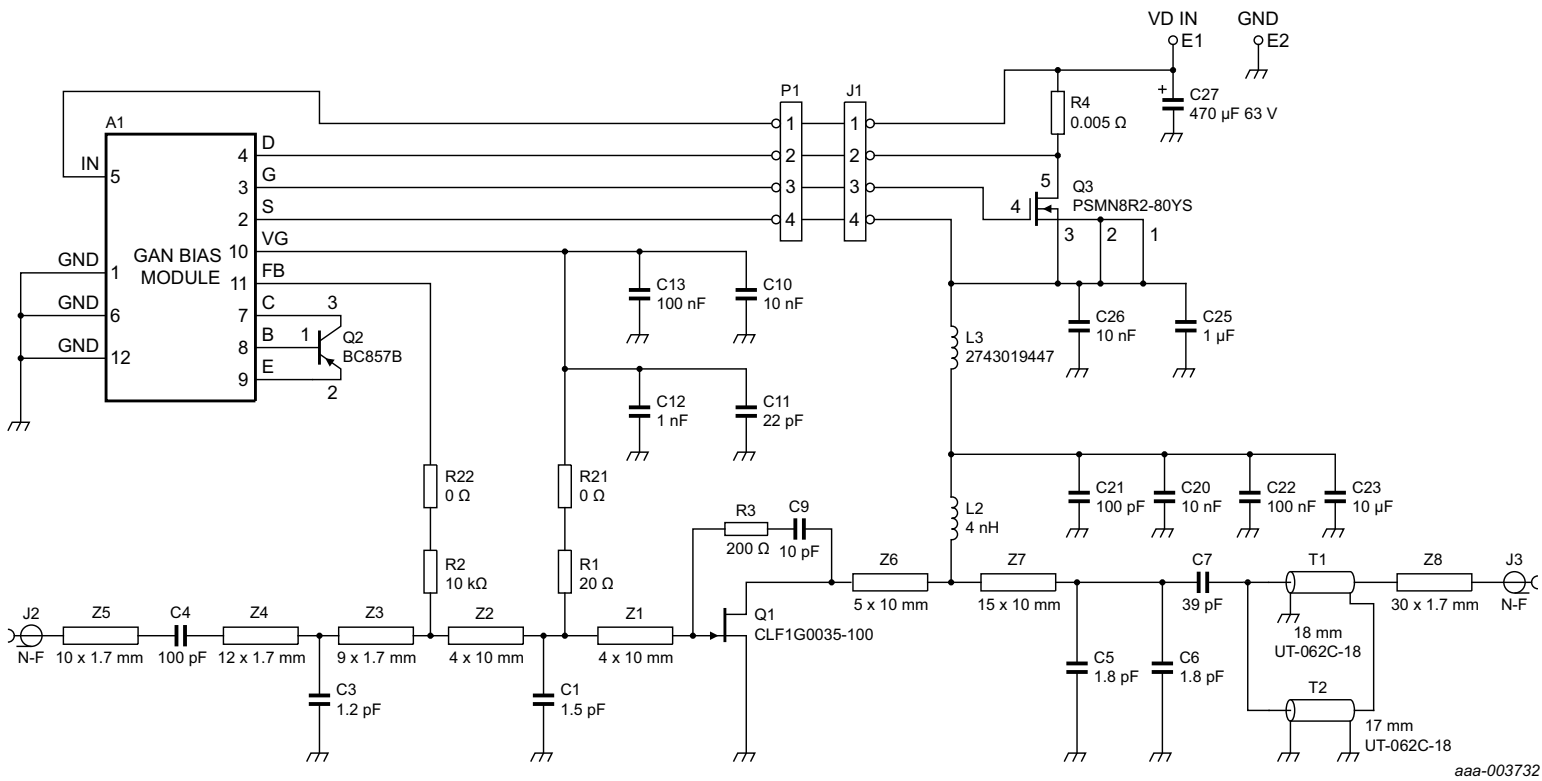 VD IN
GND
E1
E2
+
C27
470 µF 63 V
P1
J1
R4
0.005 Ω
A1
1
1
IN
5
4
D
2
2
3
G
3
3
5
Q3
PSMN8R2-80YS
4
2
S
4
4
3
2
1
GAN BIAS
MODULE
10
VG
11
FB
GND
1
GND
6
GND
12
7
C
3
8
B
1
Q2
BC857B
9
E
2
C13
100 nF
C10
10 nF
C26
10 nF
C25
1 µF
L3
2743019447
C12
1 nF
C11
22 pF
R22
0 Ω
R21
0 Ω
C21
100 pF
C20
10 nF
C22
100 nF
C23
10 µF
L2
4 nH
R3
200 Ω
C9
10 pF
R2
10 kΩ
R1
20 Ω
Z6
5 x 10 mm
Z7
15 x 10 mm
C7
39 pF
T1
18 mm
UT-062C-18
Z8
30 x 1.7 mm
J3
N-F
J2
N-F
Z5
10 x 1.7 mm
C4
100 pF
Z4
12 x 1.7 mm
Z3
9 x 1.7 mm
Z2
4 x 10 mm
Z1
4 x 10 mm
Q1
CLF1G0035-100
C3
1.2 pF
C1
1.5 pF
C5
1.8 pF
C6
1.8 pF
T2
17 mm
UT-062C-18
aaa-003732